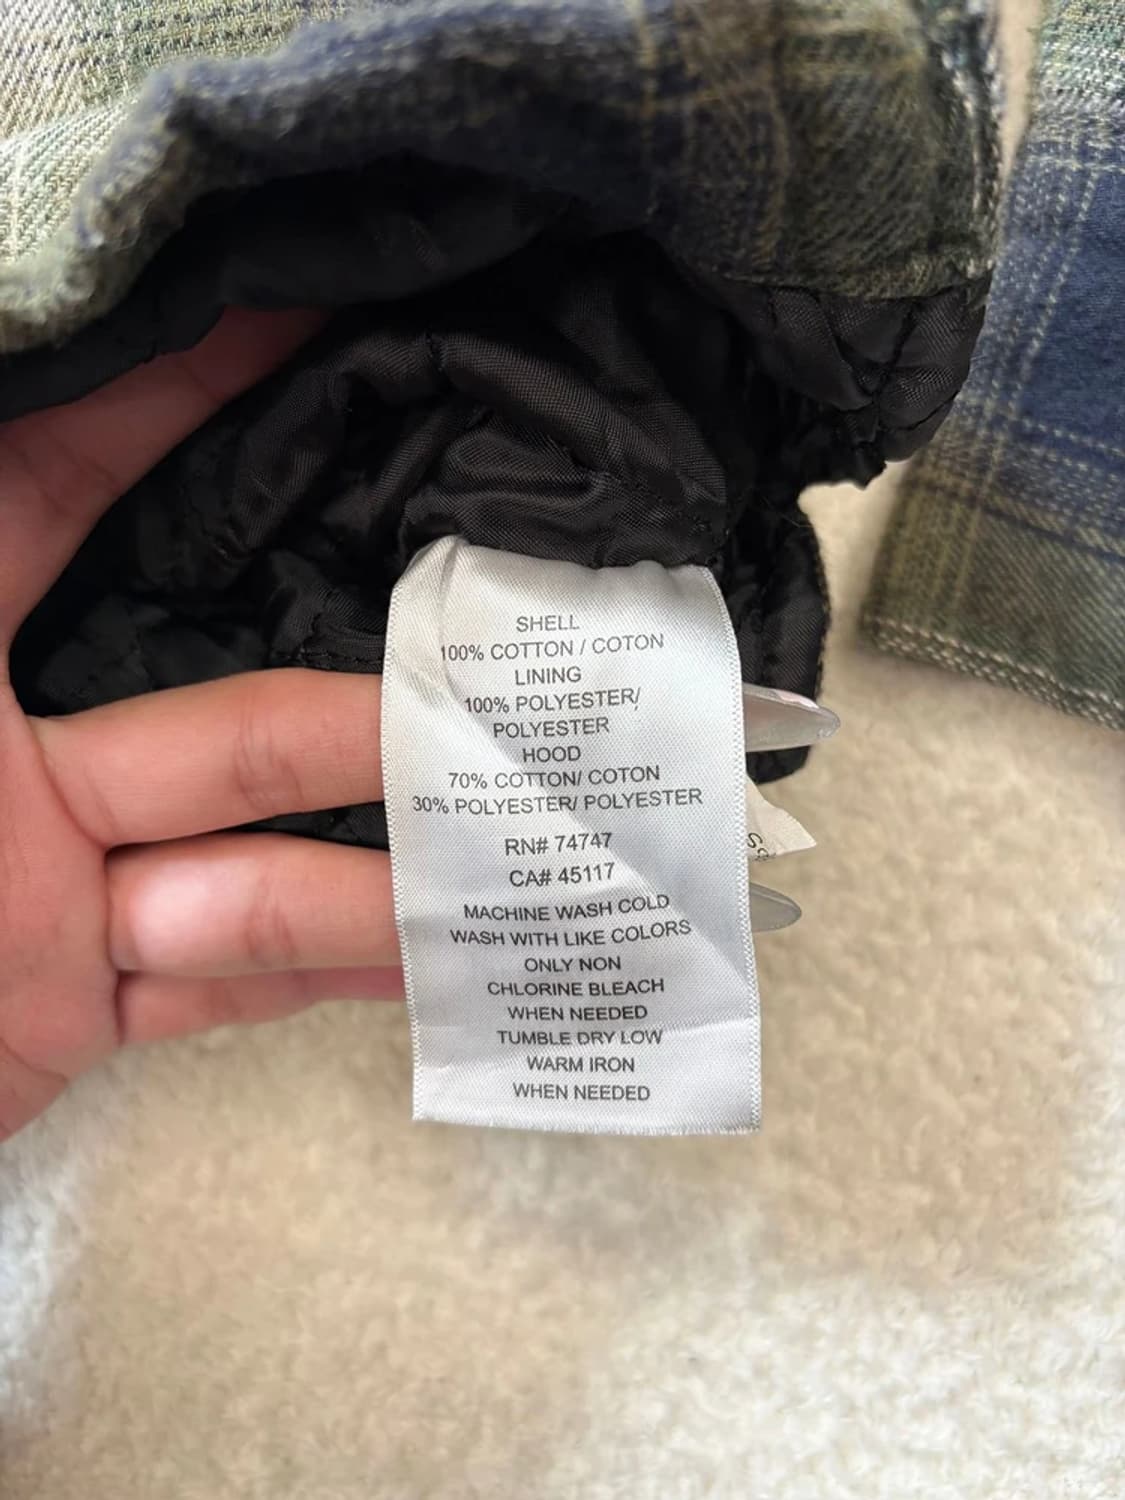 SHELL
100% COTTON / COTON
LINING
100% POLYESTER/
POLYESTER
HOOD
70% COTTON/ COTON
30% POLYESTER/ POLYESTER
RN# 74747
CA# 45117
MACHINE WASH COLD
WASH WITH LIKE COLORS
ONLY NON
CHLORINE BLEACH
WHEN NEEDED
TUMBLE DRY LOW
WARM IRON
WHEN NEEDED